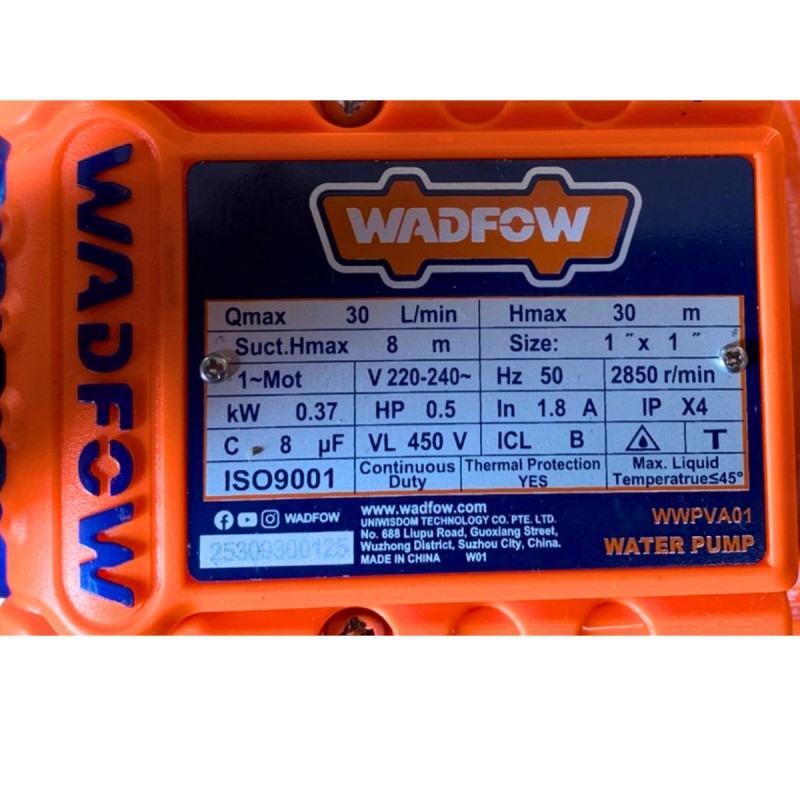 WADFOW
WADFOW
Qmax 30 L/min Hmax 30 m
Suct.Hmax 8 m Size: 1 ″x 1 ″
1~Mot V 220-240~ Hz 50 2850 r/min
kW 0.37 HP 0.5 In 1.8 A IP X4
C 8 µF VL 450 V ICL B T
ISO9001 Continuous Duty Thermal Protection YES Max. Liquid Temperatrue≤45°
WADFOW
25309300125
www.wadfow.com
UNIWISDOM TECHNOLOGY CO. PTE. LTD.
No. 688 Liupu Road, Guoxiang Street,
Wuzhong District, Suzhou City, China.
MADE IN CHINA W01
WWPVA01
WATER PUMP